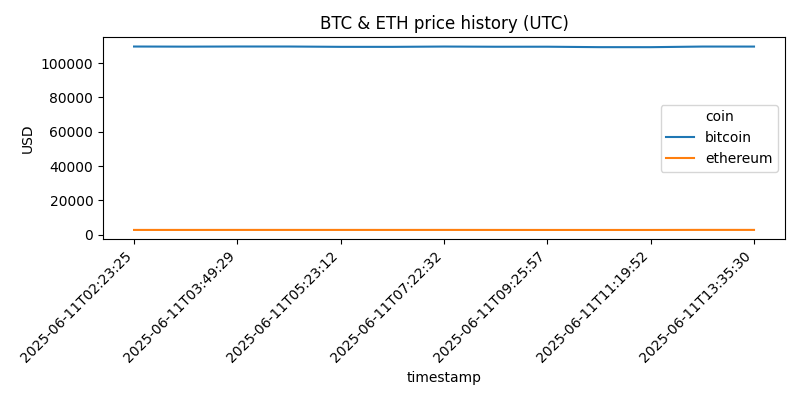 BTC & ETH price history (UTC)
100000
80000
60000
40000
20000
0
USD
coin
bitcoin
ethereum
2025-06-11T02:23:25
2025-06-11T03:49:29
2025-06-11T05:23:12
2025-06-11T07:22:32
2025-06-11T09:25:57
2025-06-11T11:19:52
2025-06-11T13:35:30
timestamp